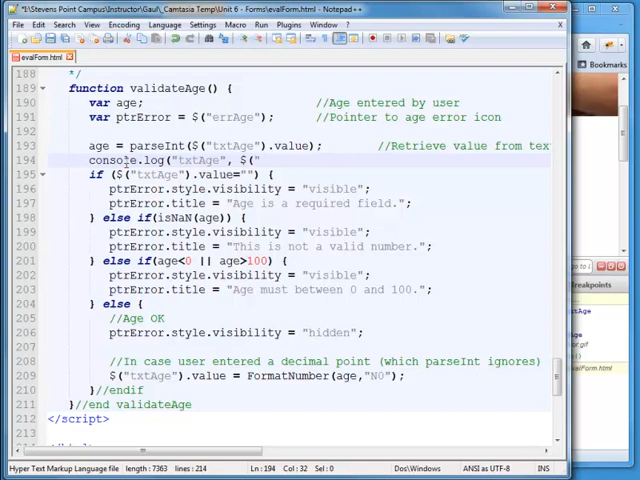 *I:\Stevens Point Campus\Instructor\Gaul\_Camtasia Temp\Unit 6 - Forms\evalForm.html - Notepad++
File Edit Search View Encoding Language Settings Macro Run Plugins Window ?
evalForm.html
Bookmarks
188 */
189 function validateAge() {
190 var age; //Age entered by user
191 var ptrError = $("errAge"); //Pointer to age error icon
192
193 age = parseInt($("txtAge").value); //Retrieve value from tex
194 console.log("txtAge", $("
195 if ($("txtAge").value=="") {
196 ptrError.style.visibility = "visible";
197 ptrError.title = "Age is a required field.";
198 } else if(isNaN(age)) {
199 ptrError.style.visibility = "visible";
200 ptrError.title = "This is not a valid number.";
201 } else if(age<0 || age>100) {
202 ptrError.style.visibility = "visible";
203 ptrError.title = "Age must between 0 and 100.";
204 } else {
205 //Age OK
206 ptrError.style.visibility = "hidden";
207
208 //In case user entered a decimal point (which parseInt ignores)
209 $("txtAge").value = FormatNumber(age,"N0");
210 }//endif
211 }//end validateAge
212 </script>
213
Breakpoints
evalForm.html
Hyper Text Markup Language file length : 7363 lines : 214 Ln : 194 Col : 32 Sel : 0 Dos\Windows ANSI as UTF-8 INS